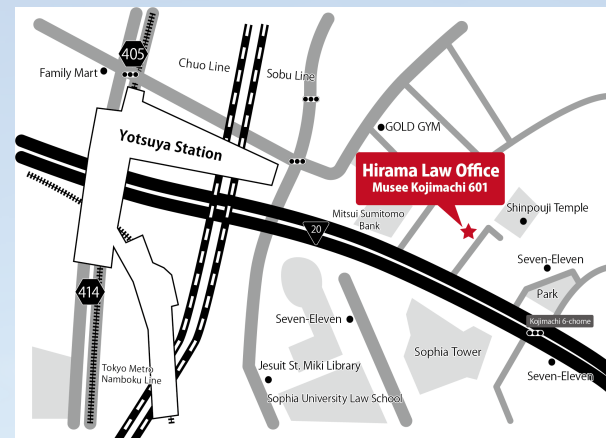 405
Family Mart
Chuo Line
Sobu Line
Yotsuya Station
GOLD GYM
Hirama Law Office
Musee Kojimachi 601
Mitsui Sumitomo
Bank
Shinpouji Temple
20
Seven-Eleven
414
Park
Kojimachi 6-chome
Seven-Eleven
Sophia Tower
Tokyo Metro
Namboku Line
Jesuit St. Miki Library
Seven-Eleven
Sophia University Law School